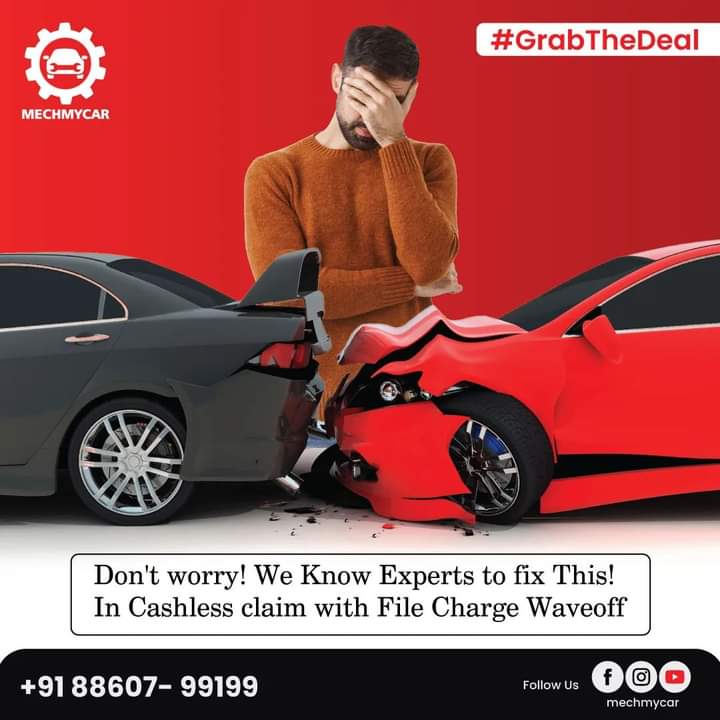 MECHMYCAR
#GrabTheDeal
Don't worry! We Know Experts to fix This!
In Cashless claim with File Charge Waveoff
+91 88607- 99199
Follow Us
mechmycar